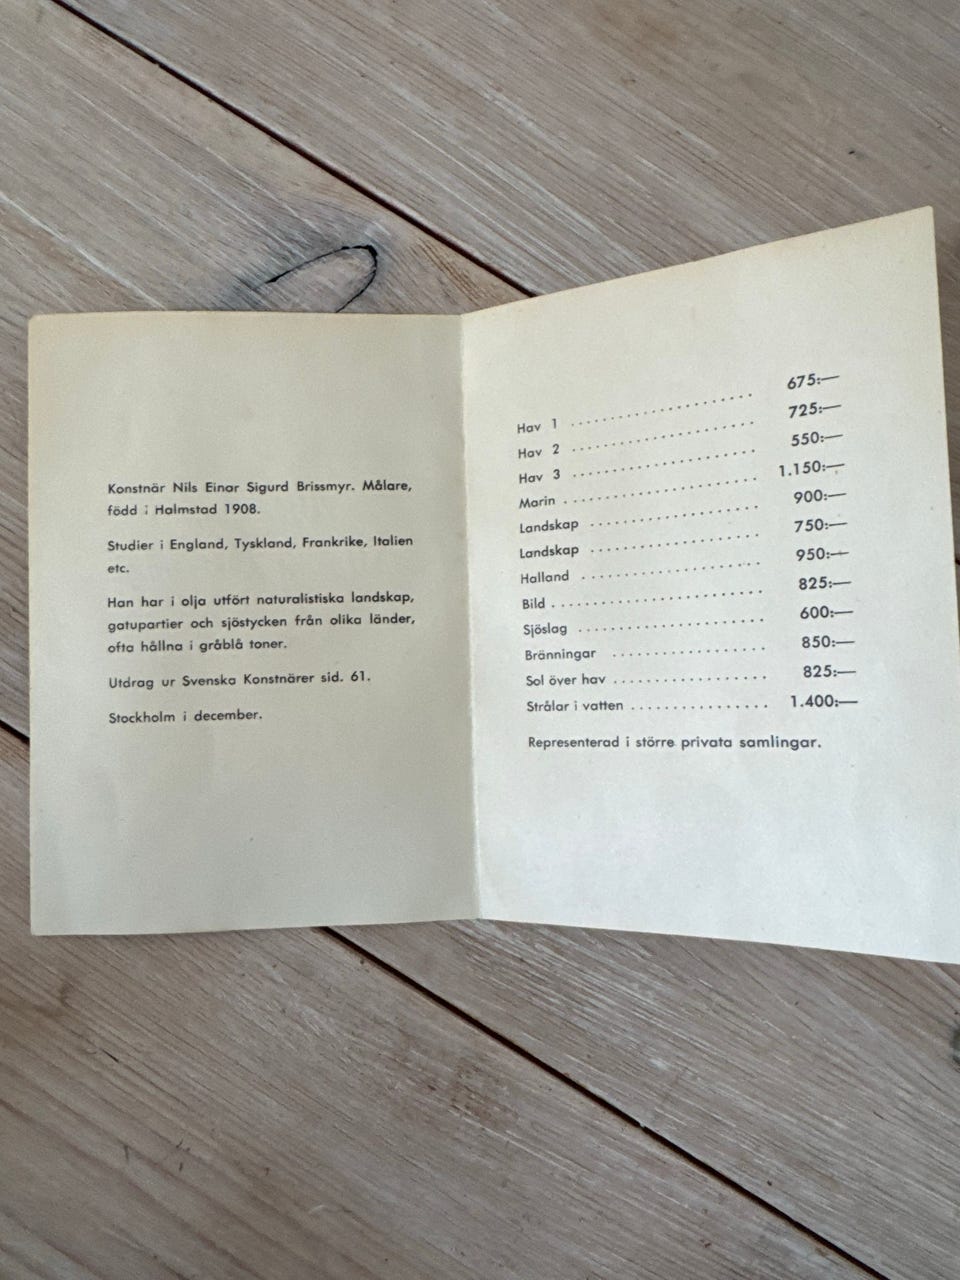 Konstnär Nils Einar Sigurd Brissmyr. Målare,
född i Halmstad 1908.
Studier i England, Tyskland, Frankrike, Italien
etc.
Han har i olja utfört naturalistiska landskap,
gatupartier och sjöstycken från olika länder,
ofta hållna i gråblå toner.
Utdrag ur Svenska Konstnärer sid. 61.
Stockholm i december.
Hav 1 . . . . . . . . . . . . . . . . . . . . . . 675:—
Hav 2 . . . . . . . . . . . . . . . . . . . . . . 725:—
Hav 3 . . . . . . . . . . . . . . . . . . . . . . 550:—
Marin . . . . . . . . . . . . . . . . . . . . . . . 1.150:—
Landskap . . . . . . . . . . . . . . . . . . . . 900:—
Landskap . . . . . . . . . . . . . . . . . . . . 750:—
Halland . . . . . . . . . . . . . . . . . . . . . 950:—
Bild . . . . . . . . . . . . . . . . . . . . . . . . . 825:—
Sjöslag . . . . . . . . . . . . . . . . . . . . . . 600:—
Bränningar . . . . . . . . . . . . . . . . . . 850:—
Sol över hav . . . . . . . . . . . . . . . . . . 825:—
Strålar i vatten . . . . . . . . . . . . . . . . 1.400:—
Representerad i större privata samlingar.